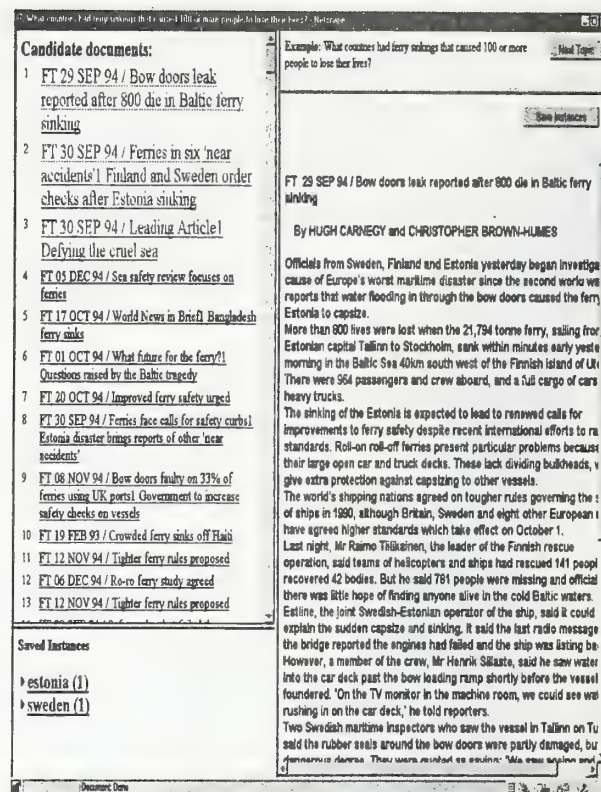 What countries had ferry sinkings that caused 100 or more people to lose their lives? - Netscape
Candidate documents:
1 FT 29 SEP 94 / Bow doors leak
reported after 800 die in Baltic ferry
sinking
2 FT 30 SEP 94 / Ferries in six 'near
accidents'1 Finland and Sweden order
checks after Estonia sinking
3 FT 30 SEP 94 / Leading Article1
Defying the cruel sea
4 FT 05 DEC 94 / Sea safety review focuses on
ferries
5 FT 17 OCT 94 / World News in Brief1 Bangladesh
ferry sinks
6 FT 01 OCT 94 / What future for the ferry?1
Questions raised by the Baltic tragedy
7 FT 20 OCT 94 / Improved ferry safety urged
8 FT 30 SEP 94 / Ferries face calls for safety curbs1
Estonia disaster brings reports of other 'near
accidents'
9 FT 08 NOV 94 / Bow doors faulty on 33% of
ferries using UK ports1 Government to increase
safety checks on vessels
10 FT 19 FEB 93 / Crowded ferry sinks off Haiti
11 FT 12 NOV 94 / Tighter ferry rules proposed
12 FT 06 DEC 94 / Ro-ro ferry study agreed
13 FT 12 NOV 94 / Tighter ferry rules proposed
Saved Instances
estonia (1)
sweden (1)
Example: What countries had ferry sinkings that caused 100 or more
people to lose their lives?
Next Topic
Save Instances
FT 29 SEP 94 / Bow doors leak reported after 800 die in Baltic ferry
sinking
By HUGH CARNEGY and CHRISTOPHER BROWN-HUMES
Officials from Sweden, Finland and Estonia yesterday began investiga
cause of Europe's worst maritime disaster since the second world wa
reports that water flooding in through the bow doors caused the ferry
Estonia to capsize.
More than 800 lives were lost when the 21,794 tonne ferry, sailing from
Estonian capital Tallinn to Stockholm, sank within minutes early yeste
morning in the Baltic Sea 40km south west of the Finnish island of Ut
There were 964 passengers and crew aboard, and a full cargo of cars
heavy trucks.
The sinking of the Estonia is expected to lead to renewed calls for
improvements to ferry safety despite recent international efforts to ra
standards. Roll-on roll-off ferries present particular problems because
their large open car and truck decks. These lack dividing bulkheads, w
give extra protection against capsizing to other vessels.
The world's shipping nations agreed on tougher rules governing the s
of ships in 1990, although Britain, Sweden and eight other European
have agreed higher standards which take effect on October 1.
Last night, Mr Raimo Tiilikainen, the leader of the Finnish rescue
operation, said teams of helicopters and ships had rescued 141 peopl
recovered 42 bodies. But he said 781 people were missing and official
there was little hope of finding anyone alive in the cold Baltic waters.
Estline, the joint Swedish-Estonian operator of the ship, said it could
explain the sudden capsize and sinking. It said the last radio message
the bridge reported the engines had failed and the ship was listing ba
However, a member of the crew, Mr Henrik Sillaste, said he saw water
into the car deck past the bow loading ramp shortly before the vessel
foundered. 'On the TV monitor in the machine room, we could see wat
rushing in on the car deck,' he told reporters.
Two Swedish maritime inspectors who saw the vessel in Tallinn on Tu
said the rubber seals around the bow doors were partly damaged, but
dangerous degree. They were quoted as saying: 'We saw
Document: Done